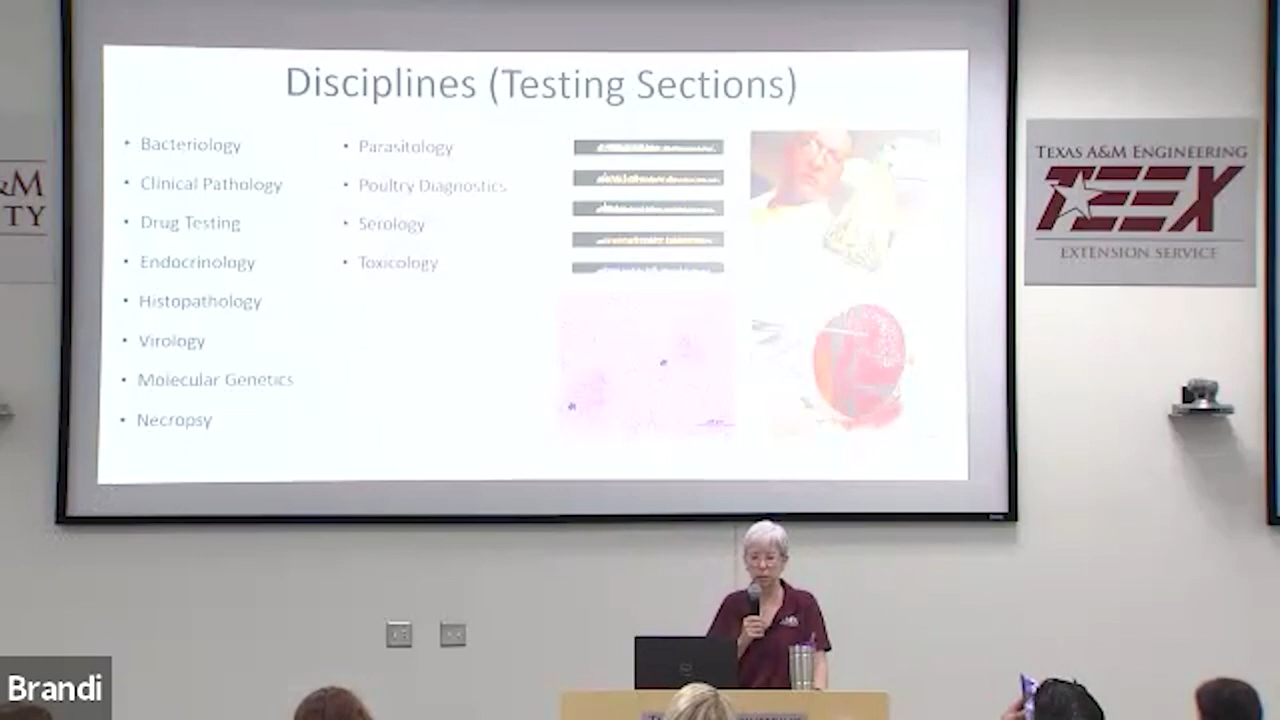 Disciplines (Testing Sections)
• Bacteriology
• Clinical Pathology
• Drug Testing
• Endocrinology
• Histopathology
• Virology
• Molecular Genetics
• Necropsy
• Parasitology
• Poultry Diagnostics
• Serology
• Toxicology
&M
TY
TEXAS A&M ENGINEERING
TEEX
EXTENSION SERVICE
Brandi